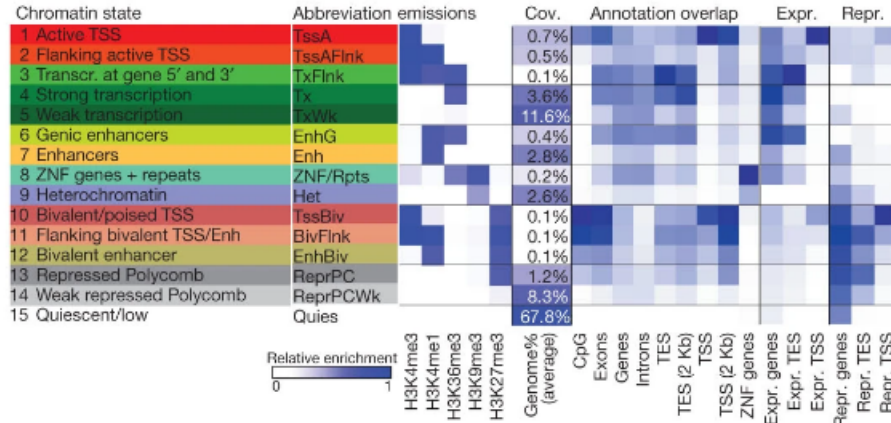 Chromatin state Abbreviation emissions Cov. Annotation overlap Expr. Repr.
1 Active TSS TssA 0.7%
2 Flanking active TSS TssAFlnk 0.5%
3 Transcr. at gene 5′ and 3′ TxFlnk 0.1%
4 Strong transcription Tx 3.6%
5 Weak transcription TxWk 11.6%
6 Genic enhancers EnhG 0.4%
7 Enhancers Enh 2.8%
8 ZNF genes + repeats ZNF/Rpts 0.2%
9 Heterochromatin Het 2.6%
10 Bivalent/poised TSS TssBiv 0.1%
11 Flanking bivalent TSS/Enh BivFlnk 0.1%
12 Bivalent enhancer EnhBiv 0.1%
13 Repressed Polycomb ReprPC 1.2%
14 Weak repressed Polycomb ReprPCWk 8.3%
15 Quiescent/low Quies 67.8%
Relative enrichment
0 1
H3K4me3
H3K4me1
H3K36me3
H3K9me3
H3K27me3
Genome%
(average)
CpG
Exons
Genes
Introns
TES
TES (2 Kb)
TSS
TSS (2 Kb)
ZNF genes
Expr. genes
Expr. TES
Expr. TSS
Repr. genes
Repr. TES
Repr. TSS